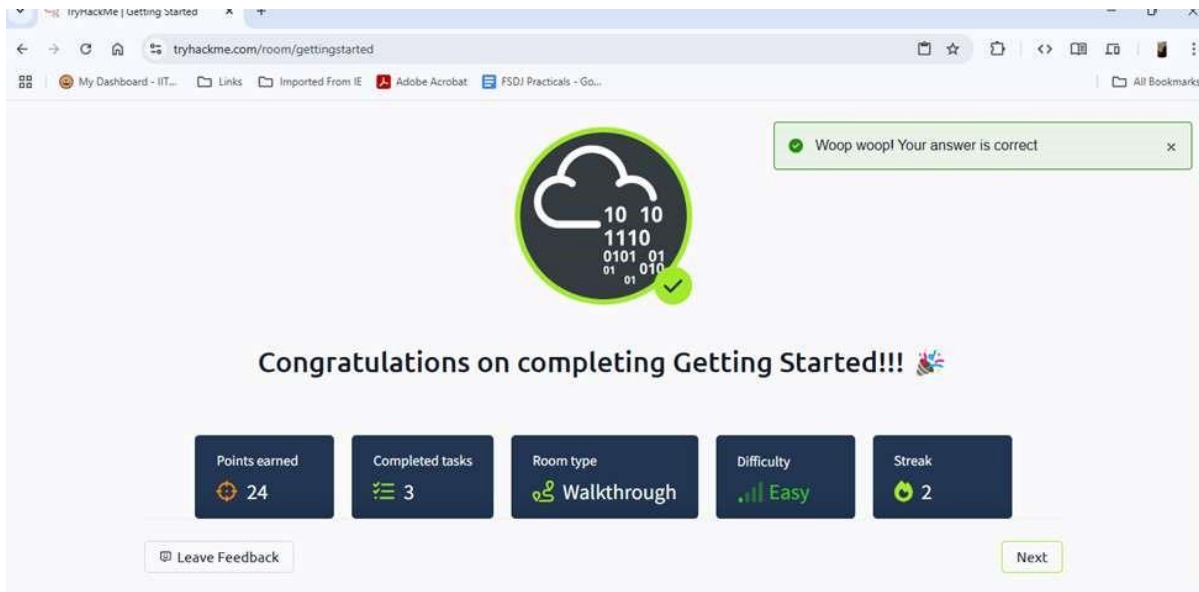 TryHackMe | Getting Started
tryhackme.com/room/gettingstarted
My Dashboard - IIT... Links Imported From IE Adobe Acrobat FSDJ Practicals - Go... All Bookmarks
Woop woop! Your answer is correct
10 10
1110
0101 01
01 010
01
Congratulations on completing Getting Started!!! 🎉
Points earned Completed tasks Room type Difficulty Streak
24 3 Walkthrough Easy 2
Leave Feedback Next